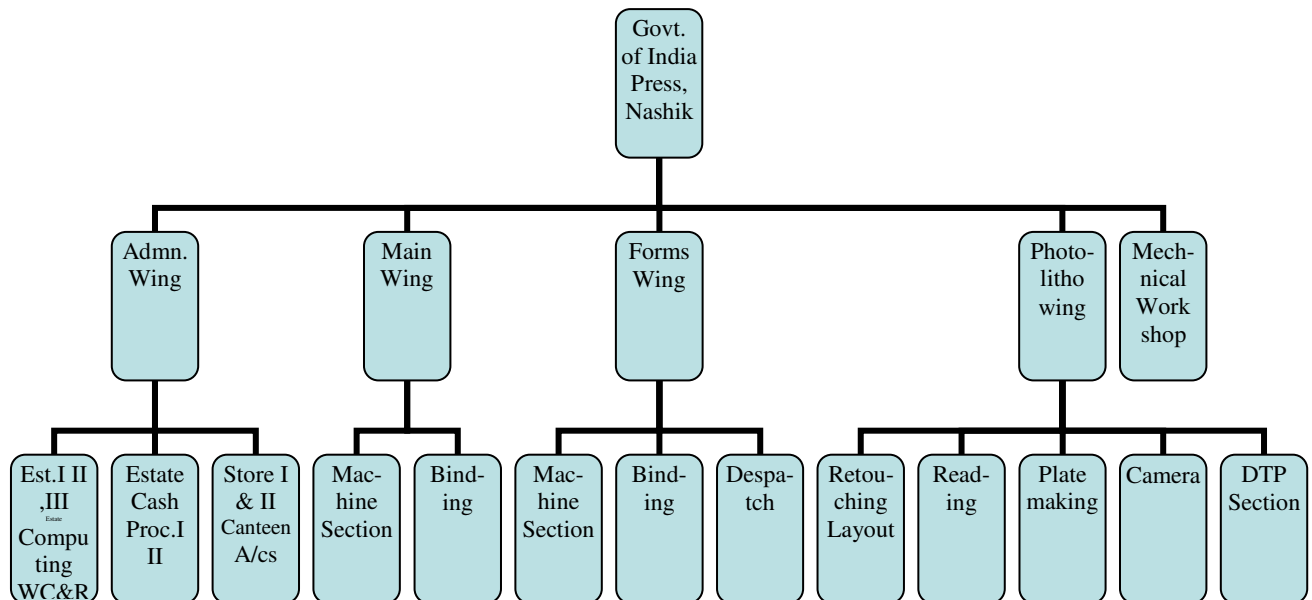 Govt.
of India
Press,
Nashik
Admn.
Wing
Main
Wing
Forms
Wing
Photo-
litho
wing
Mech-
nical
Work
shop
Est.I II
,III
Estate
Compu
ting
WC&R
Estate
Cash
Proc.I
II
Store I
& II
Canteen
A/cs
Mac-
hine
Section
Bind-
ing
Mac-
hine
Section
Bind-
ing
Despa-
tch
Retou-
ching
Layout
Read-
ing
Plate
making
Camera
DTP
Section